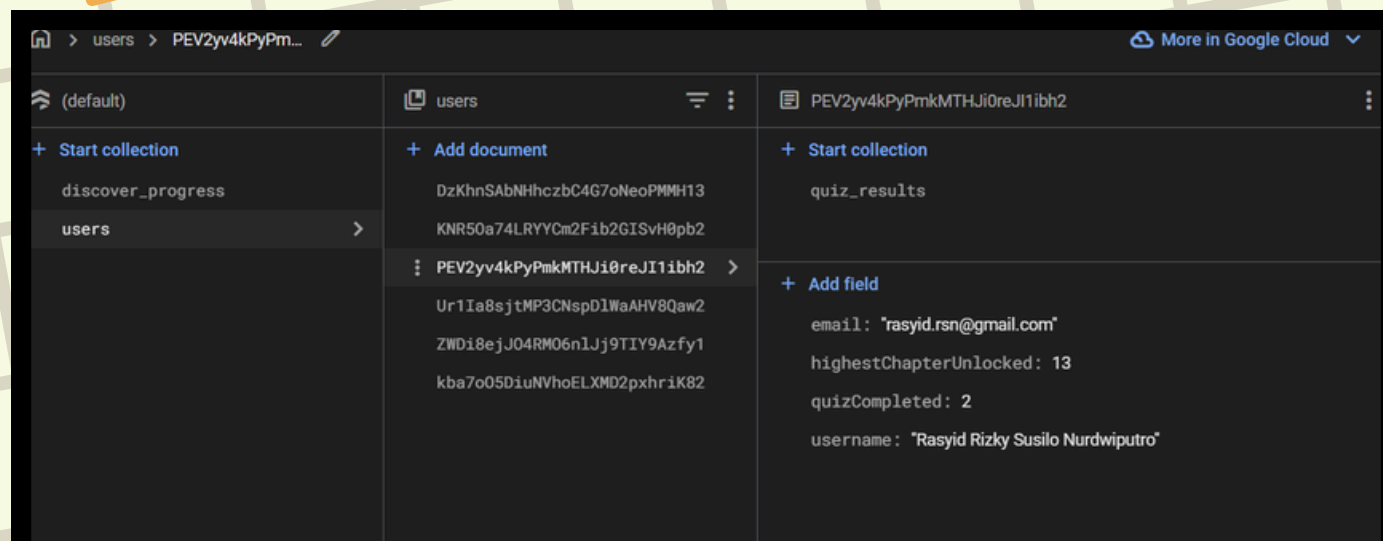 users > PEV2yv4kPyPm...
More in Google Cloud
(default)
+ Start collection
discover_progress
users
users
+ Add document
DzKhnSAbNHhczbC4G7oNeoPMMH13
KNR5Oa74LRYYCm2Fib2GISvH0pb2
PEV2yv4kPyPmkMTHJi0reJI1ibh2
Ur1Ia8sjtMP3CNspDlWaAHV8Qaw2
ZWDi8ejJO4RMO6nlJj9TIY9Azfy1
kba7oO5DiuNVhoELXMD2pxhriK82
PEV2yv4kPyPmkMTHJi0reJI1ibh2
+ Start collection
quiz_results
+ Add field
email: "rasyid.rsn@gmail.com"
highestChapterUnlocked: 13
quizCompleted: 2
username: "Rasyid Rizky Susilo Nurdwiputro"